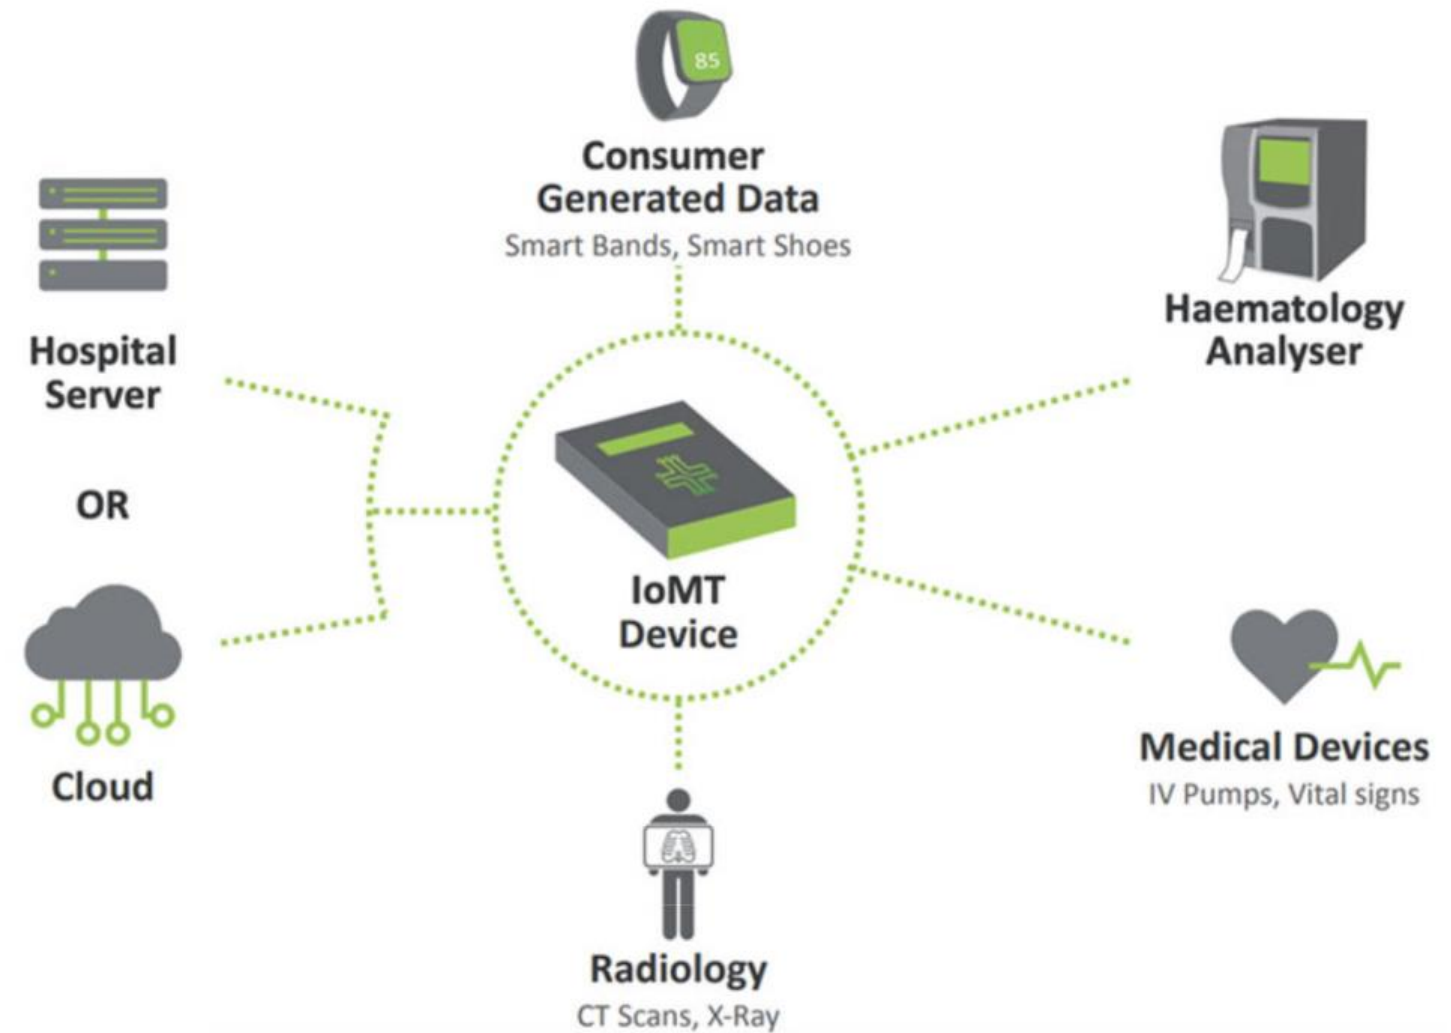 85
Consumer
Generated Data
Smart Bands, Smart Shoes
Hospital
Server
OR
Cloud
IoMT
Device
Haematology
Analyser
Medical Devices
IV Pumps, Vital signs
Radiology
CT Scans, X-Ray